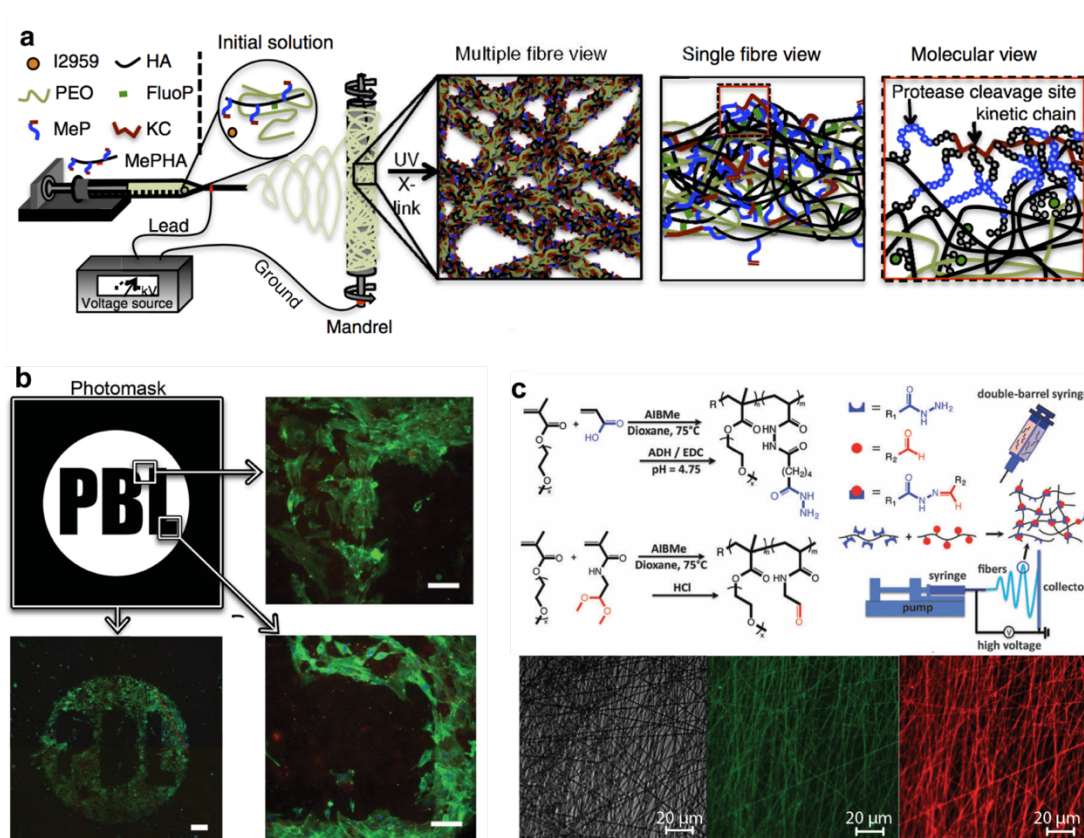 a
Initial solution
I2959
HA
PEO
FluoP
MeP
KC
MePHA
Lead
Voltage source
kV
Ground
Mandrel
UV
X-
link
Multiple fibre view
Single fibre view
Molecular view
Protease cleavage site
kinetic chain
b
Photomask
PBI
c
AIBMe
Dioxane, 75°C
ADH / EDC
pH = 4.75
AIBMe
Dioxane, 75°C
HCl
double-barrel syringe
syringe
pump
fibers
collector
high voltage
V
20 µm
20 µm
20 µm